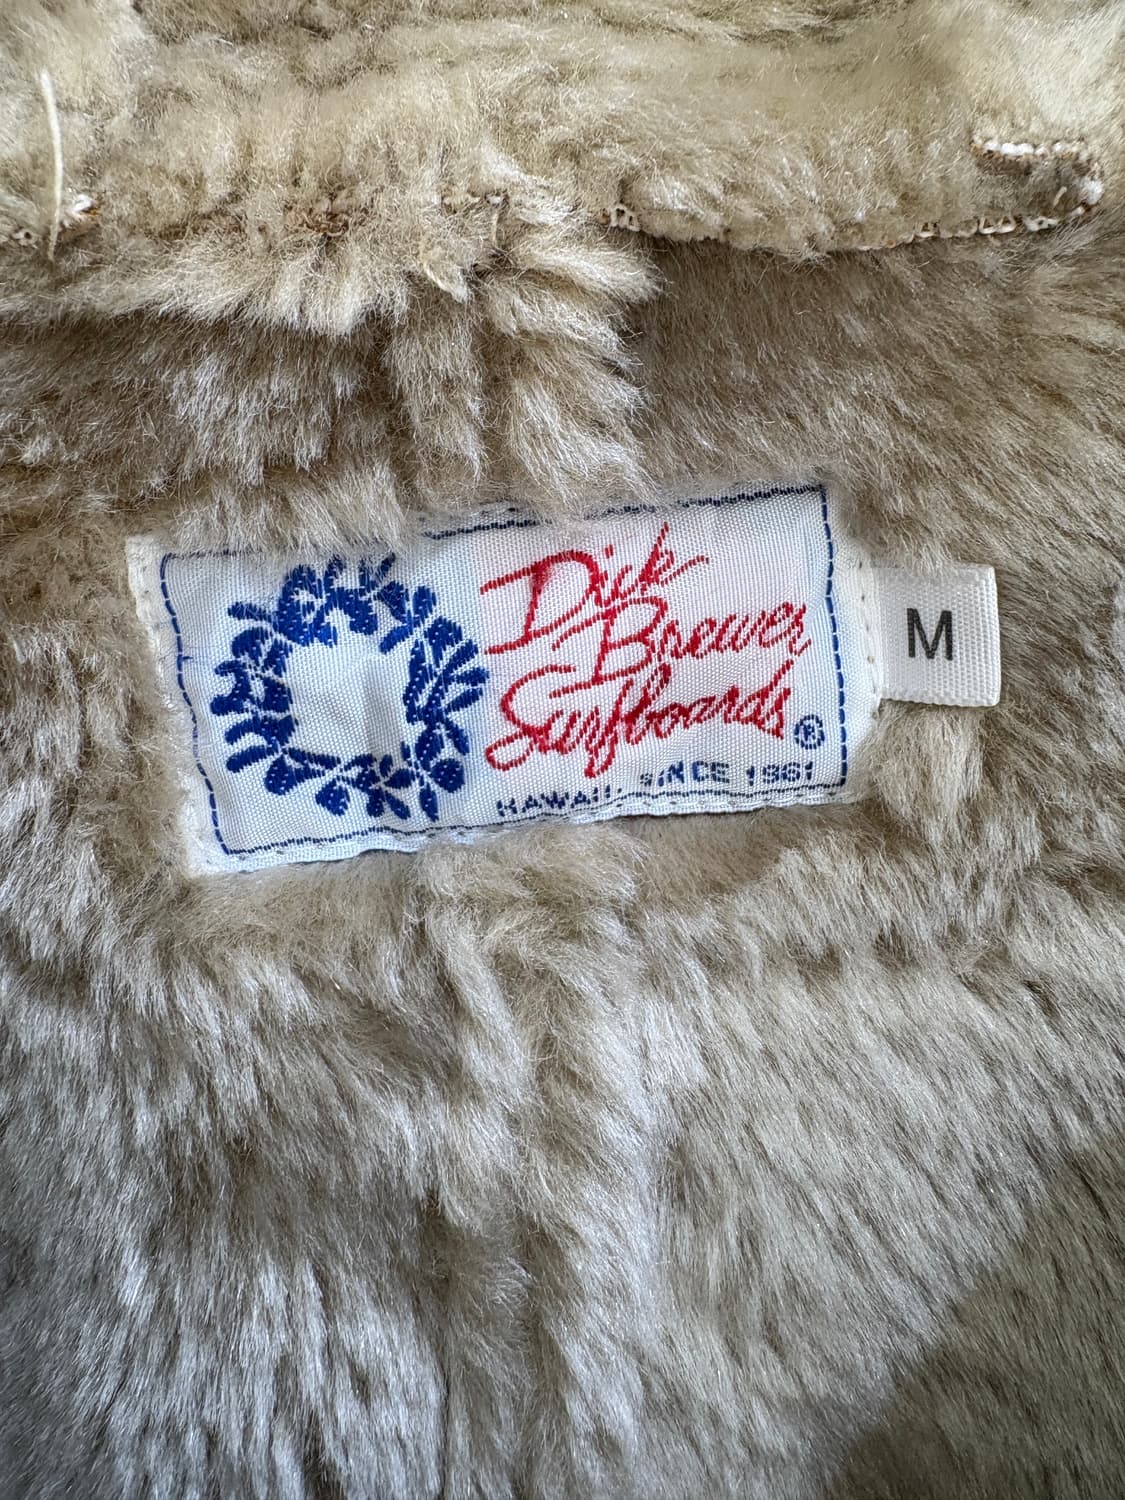 Dick
Brewer
Surfboards®
HAWAII SINCE 1961
M